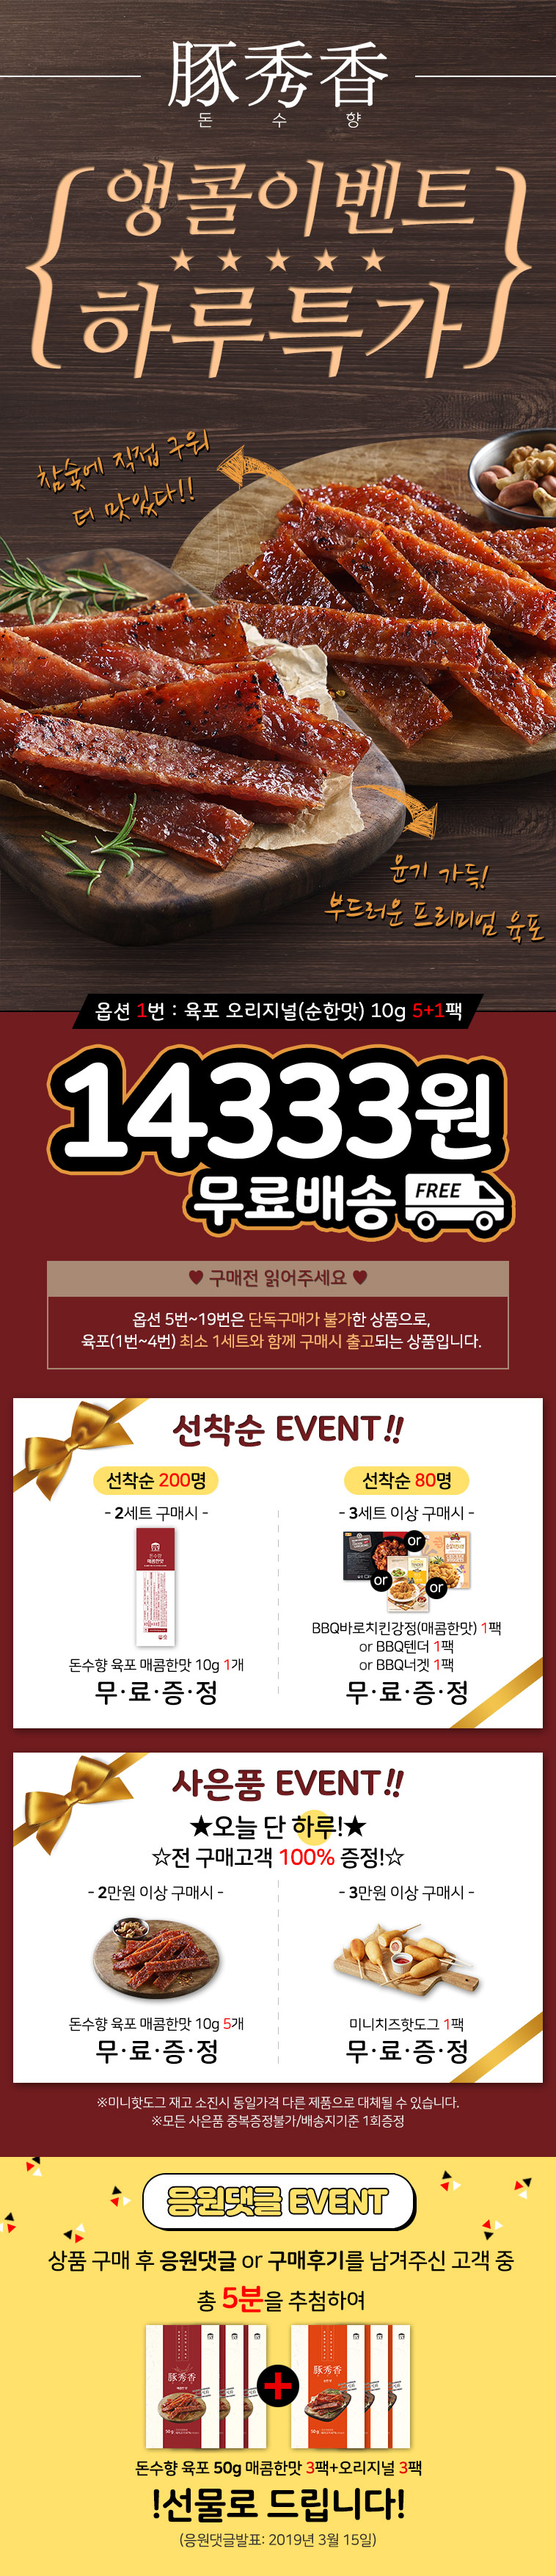 豚秀香
돈 수 향
앵콜이벤트
★★★★★
하루특가
참숯에 직접 구워
더 맛있다!!
윤기 가득!
부드러운 프리미엄 육포
옵션 1번 : 육포 오리지널(순한맛) 10g 5+1팩
14333원
무료배송 FREE
♥ 구매전 읽어주세요 ♥
옵션 5번~19번은 단독구매가 불가한 상품으로,
육포(1번~4번) 최소 1세트와 함께 구매시 출고되는 상품입니다.
선착순 EVENT!!
선착순 200명
- 2세트 구매시 -
돈수향
매콤한맛
돈수향 육포 매콤한맛 10g 1개
무·료·증·정
선착순 80명
- 3세트 이상 구매시 -
or
or
or
BBQ바로치킨강정(매콤한맛) 1팩
or BBQ텐더 1팩
or BBQ너겟 1팩
무·료·증·정
사은품 EVENT!!
★오늘 단 하루!★
☆전 구매고객 100% 증정!☆
- 2만원 이상 구매시 -
돈수향 육포 매콤한맛 10g 5개
무·료·증·정
- 3만원 이상 구매시 -
미니치즈핫도그 1팩
무·료·증·정
※미니핫도그 재고 소진시 동일가격 다른 제품으로 대체될 수 있습니다.
※모든 사은품 중복증정불가/배송지기준 1회증정
응원댓글 EVENT
상품 구매 후 응원댓글 or 구매후기를 남겨주신 고객 중
총 5분을 추첨하여
豚秀香
50g
+
豚秀香
50g
돈수향 육포 50g 매콤한맛 3팩+오리지널 3팩
!선물로 드립니다!
(응원댓글발표: 2019년 3월 15일)